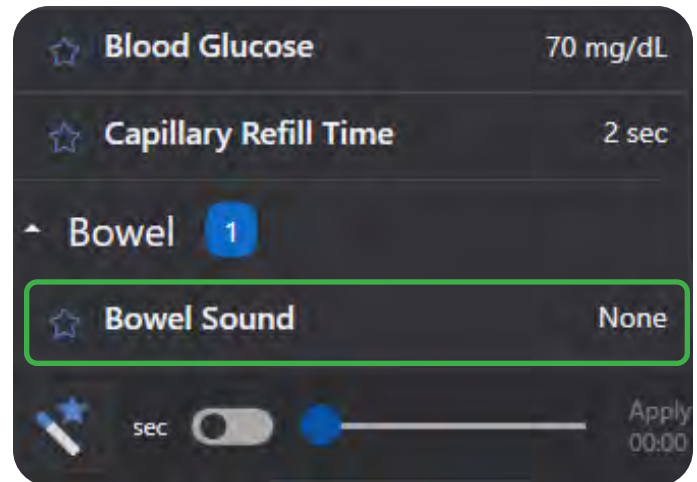 Blood Glucose 70 mg/dL
Capillary Refill Time 2 sec
Bowel 1
Bowel Sound None
sec Apply
00:00